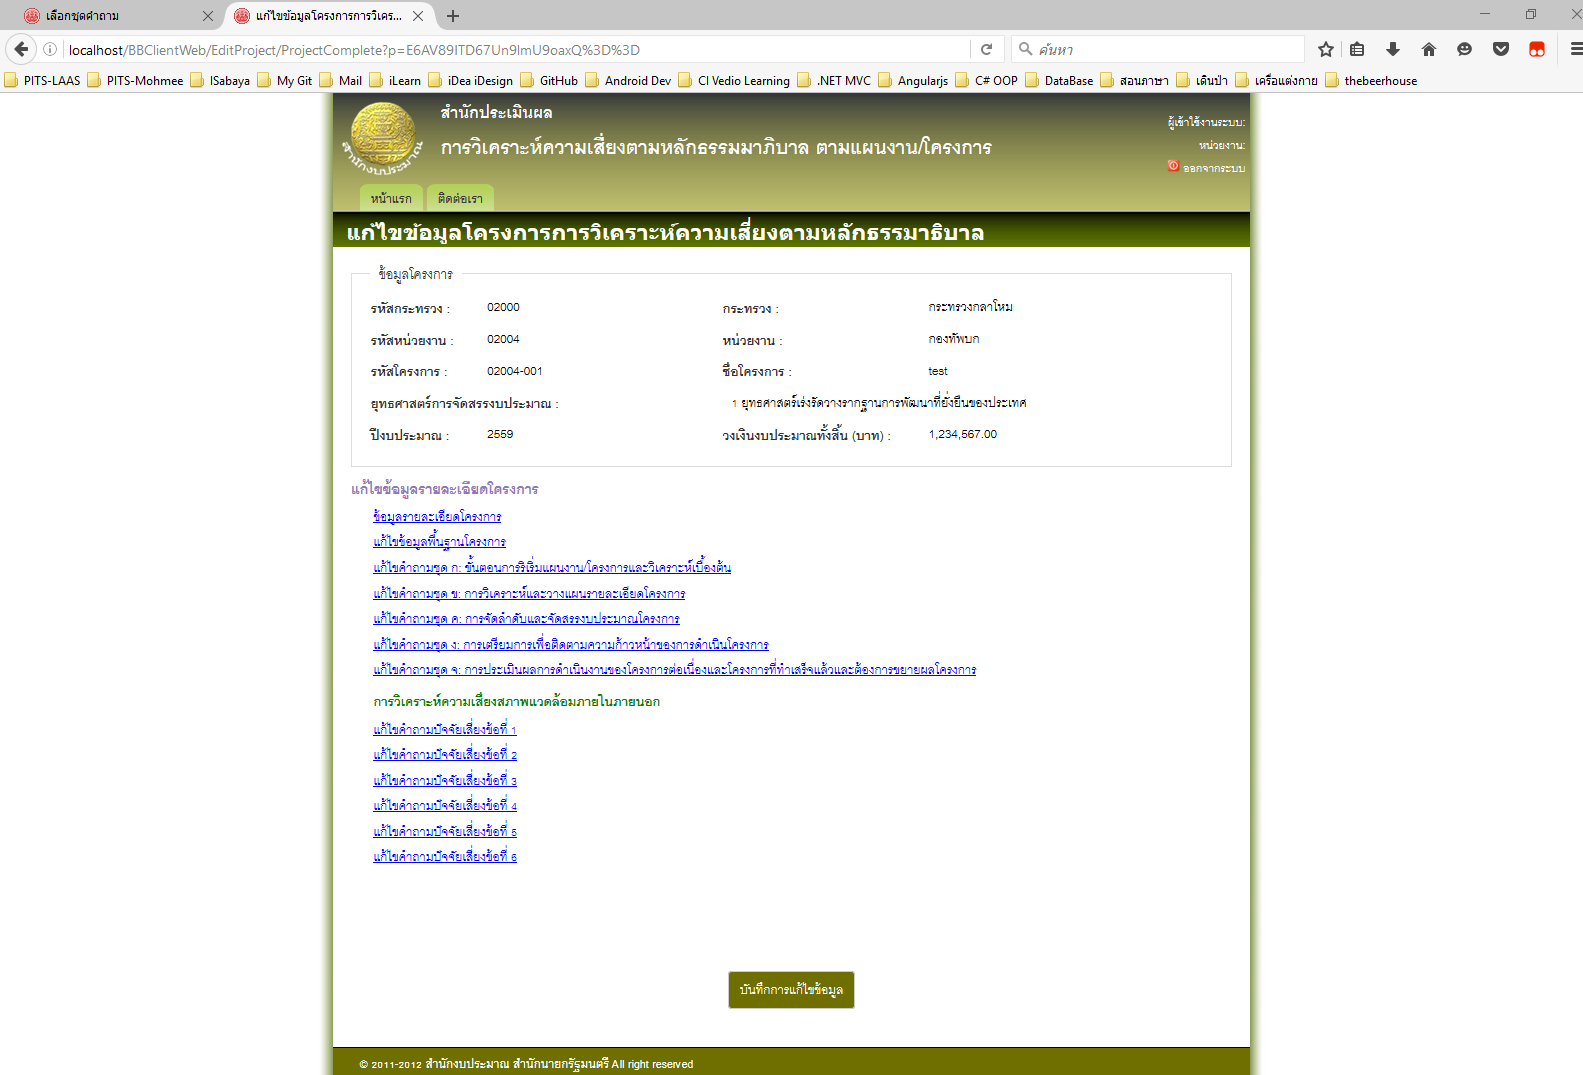 เลือกชุดคำถาม
แก้ไขข้อมูลโครงการการวิเคร...
localhost/BBClientWeb/EditProject/ProjectComplete?p=E6AV89ITD67Un9lmU9oaxQ%3D%3D
ค้นหา
PITS-LAAS PITS-Mohmee ISabaya My Git Mail iLearn iDea iDesign GitHub Android Dev CI Vedio Learning .NET MVC Angularjs C# OOP DataBase สอนภาษา เดินป่า เครื่อแต่งกาย thebeerhouse
สำนักงบประมาณ
สำนักประเมินผล
การวิเคราะห์ความเสี่ยงตามหลักธรรมมาภิบาล ตามแผนงาน/โครงการ
ผู้เข้าใช้งานระบบ:
หน่วยงาน:
ออกจากระบบ
หน้าแรก ติดต่อเรา
แก้ไขข้อมูลโครงการการวิเคราะห์ความเสี่ยงตามหลักธรรมาธิบาล
ข้อมูลโครงการ
รหัสกระทรวง : 02000 กระทรวง : กระทรวงกลาโหม
รหัสหน่วยงาน : 02004 หน่วยงาน : กองทัพบก
รหัสโครงการ : 02004-001 ชื่อโครงการ : test
ยุทธศาสตร์การจัดสรรงบประมาณ : 1 ยุทธศาสตร์เร่งรัดวางรากฐานการพัฒนาที่ยั่งยืนของประเทศ
ปีงบประมาณ : 2559 วงเงินงบประมาณทั้งสิ้น (บาท) : 1,234,567.00
แก้ไขข้อมูลรายละเอียดโครงการ
ข้อมูลรายละเอียดโครงการ
แก้ไขข้อมูลพื้นฐานโครงการ
แก้ไขคำถามชุด ก: ขั้นตอนการริเริ่มแผนงาน/โครงการและวิเคราะห์เบื้องต้น
แก้ไขคำถามชุด ข: การวิเคราะห์และวางแผนรายละเอียดโครงการ
แก้ไขคำถามชุด ค: การจัดลำดับและจัดสรรงบประมาณโครงการ
แก้ไขคำถามชุด ง: การเตรียมการเพื่อติดตามความก้าวหน้าของการดำเนินโครงการ
แก้ไขคำถามชุด จ: การประเมินผลการดำเนินงานของโครงการต่อเนื่องและโครงการที่ทำเสร็จแล้วและต้องการขยายผลโครงการ
การวิเคราะห์ความเสี่ยงสภาพแวดล้อมภายในภายนอก
แก้ไขคำถามปัจจัยเสี่ยงข้อที่ 1
แก้ไขคำถามปัจจัยเสี่ยงข้อที่ 2
แก้ไขคำถามปัจจัยเสี่ยงข้อที่ 3
แก้ไขคำถามปัจจัยเสี่ยงข้อที่ 4
แก้ไขคำถามปัจจัยเสี่ยงข้อที่ 5
แก้ไขคำถามปัจจัยเสี่ยงข้อที่ 6
บันทึกการแก้ไขข้อมูล
© 2011-2012 สำนักงบประมาณ สำนักนายกรัฐมนตรี All right reserved